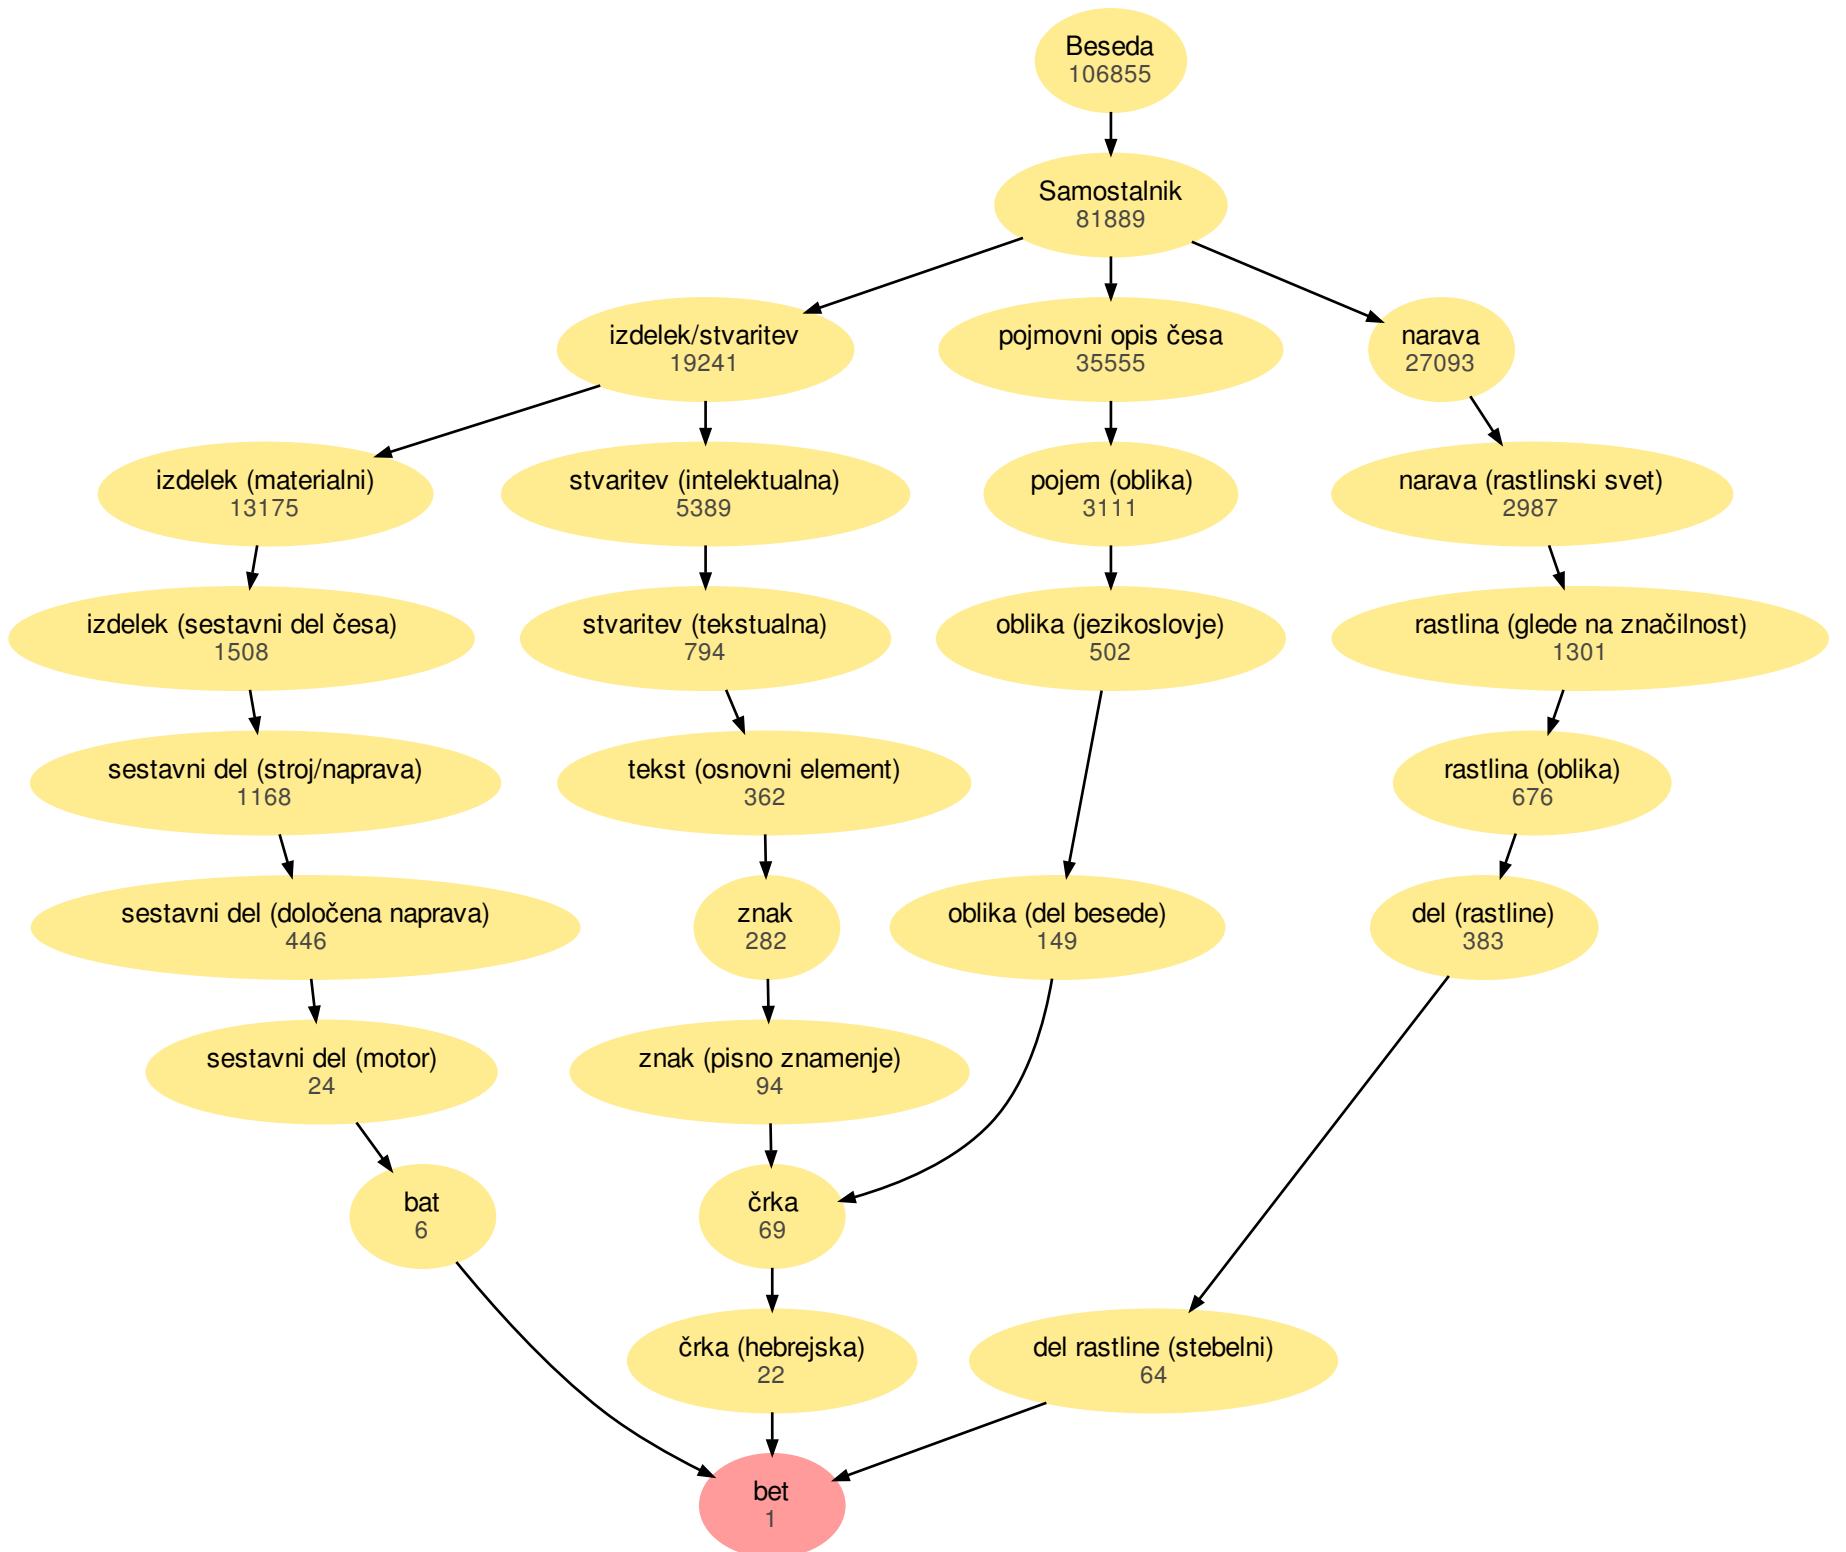 Beseda
106855
Samostalnik
81889
izdelek/stvaritev
19241
pojmovni opis česa
35555
narava
27093
izdelek (materialni)
13175
stvaritev (intelektualna)
5389
pojem (oblika)
3111
narava (rastlinski svet)
2987
izdelek (sestavni del česa)
1508
stvaritev (tekstualna)
794
oblika (jezikoslovje)
502
rastlina (glede na značilnost)
1301
sestavni del (stroj/naprava)
1168
tekst (osnovni element)
362
rastlina (oblika)
676
sestavni del (določena naprava)
446
znak
282
oblika (del besede)
149
del (rastline)
383
sestavni del (motor)
24
znak (pisno znamenje)
94
bat
6
črka
69
črka (hebrejska)
22
del rastline (stebelni)
64
bet
1